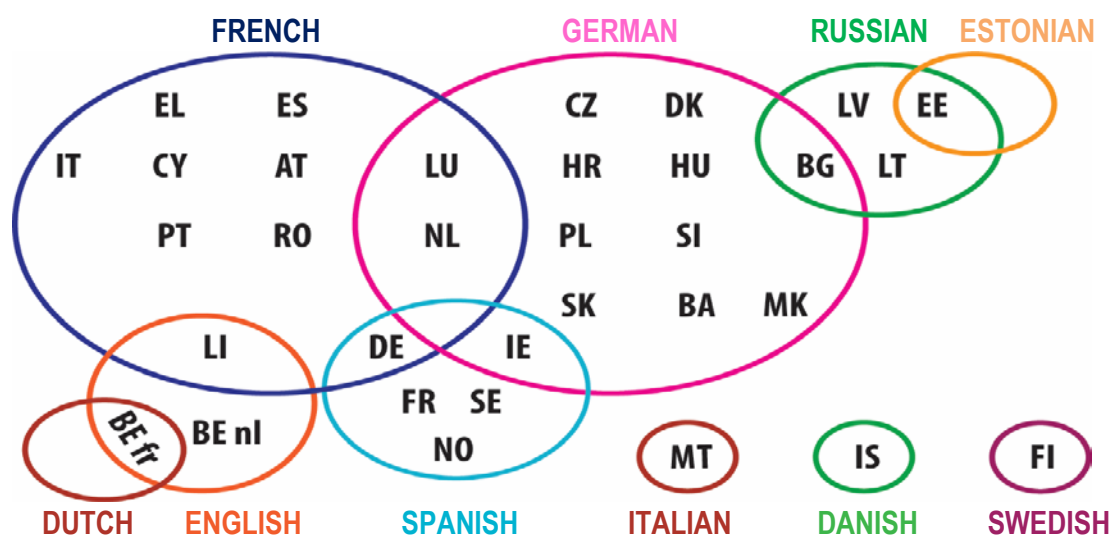 FRENCH GERMAN RUSSIAN ESTONIAN
EL ES CZ DK LV EE
IT CY AT LU HR HU BG LT
PT RO NL PL SI
SK BA MK
LI DE IE
FR SE
BE fr BE nl NO MT IS FI
DUTCH ENGLISH SPANISH ITALIAN DANISH SWEDISH